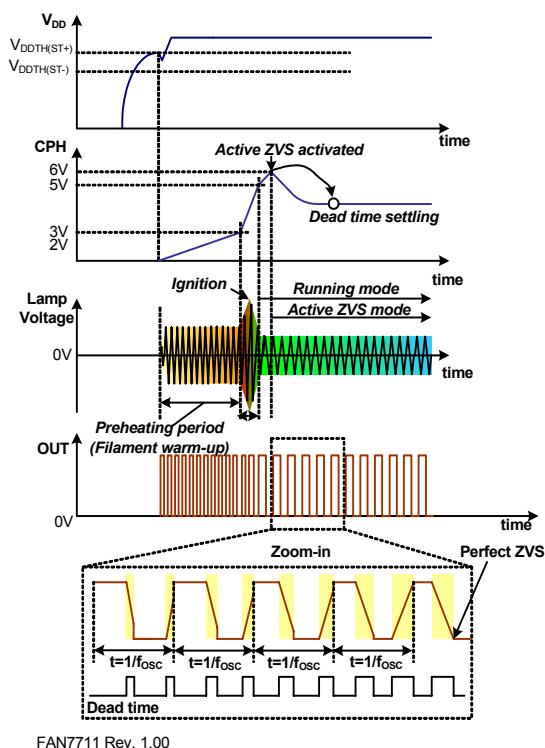 VDD
VDDTH(ST+)
VDDTH(ST-)
time
CPH
Active ZVS activated
6V
5V
Dead time settling
3V
2V
time
Ignition
Running mode
Lamp
Voltage
Active ZVS mode
0V
time
Preheating period
(Filament warm-up)
OUT
0V
time
Zoom-in
Perfect ZVS
t=1/fOSC t=1/fOSC t=1/fOSC t=1/fOSC
Dead time
FAN7711 Rev. 1.00